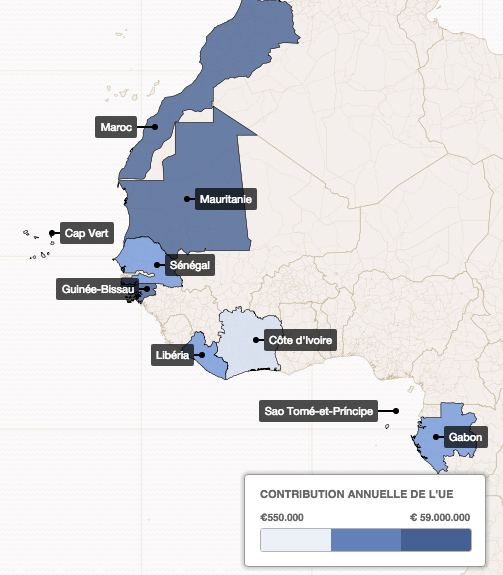 Maroc
Mauritanie
Cap Vert
Sénégal
Guinée-Bissau
Côte d'Ivoire
Libéria
Sao Tomé-et-Príncipe
Gabon
CONTRIBUTION ANNUELLE DE L'UE
€550.000 € 59.000.000